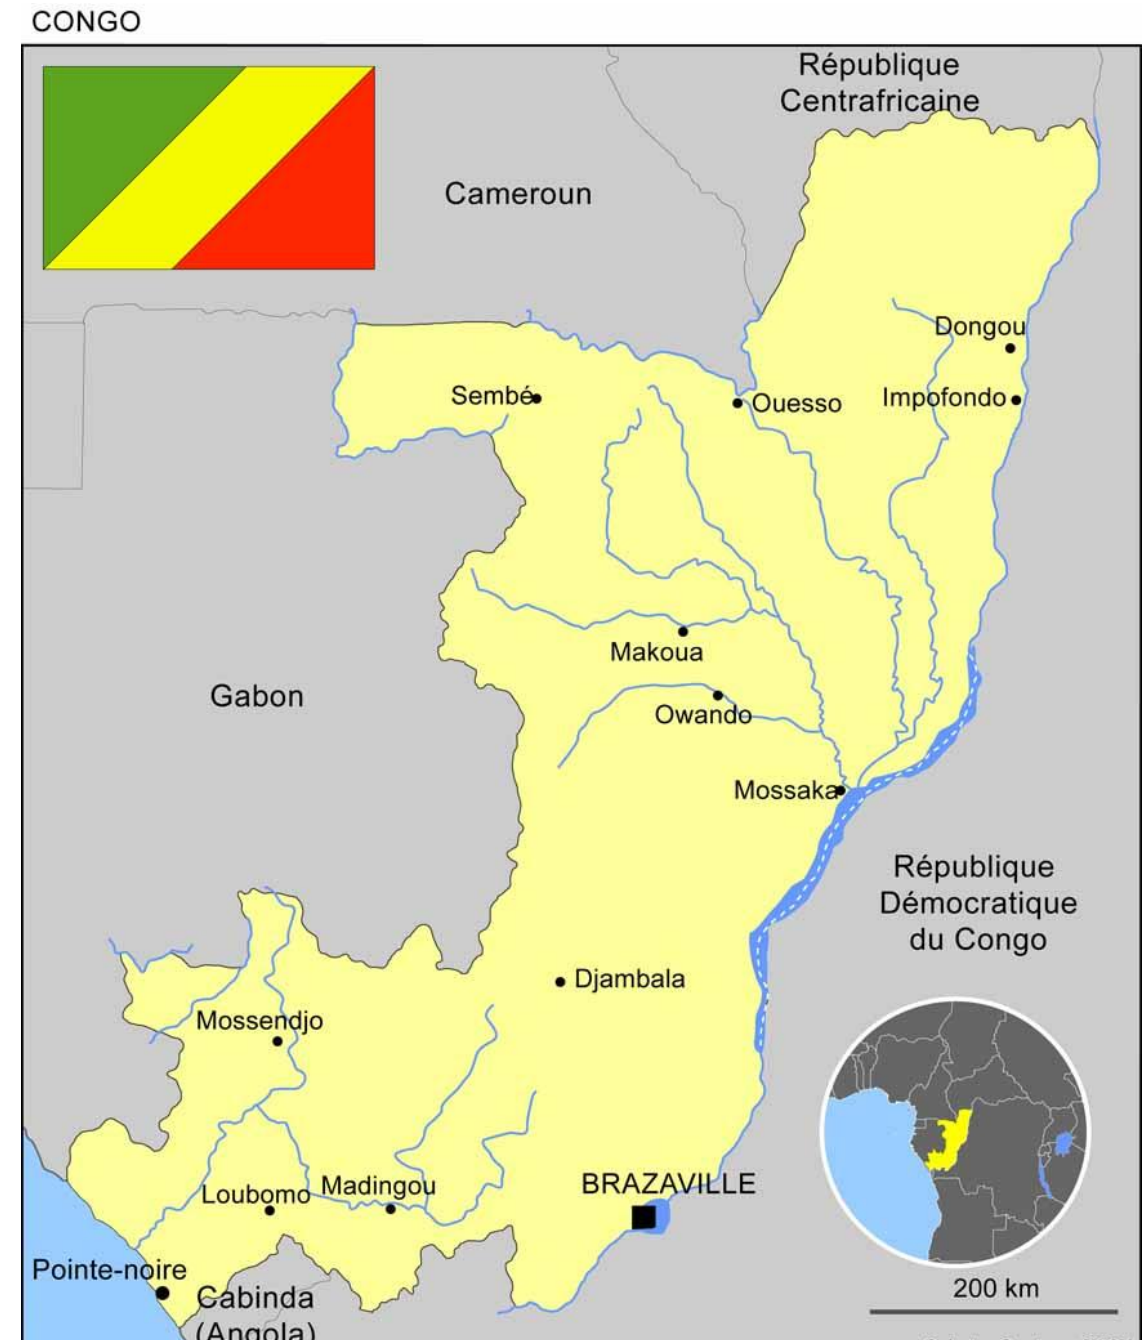 CONGO
République
Centrafricaine
Cameroun
Dongou
Sembé
Ouesso
Impofondo
Makoua
Gabon
Owando
Mossaka
République
Démocratique
du Congo
Djambala
Mossendjo
BRAZAVILLE
Loubomo
Madingou
Pointe-noire
Cabinda
(Angola)
200 km